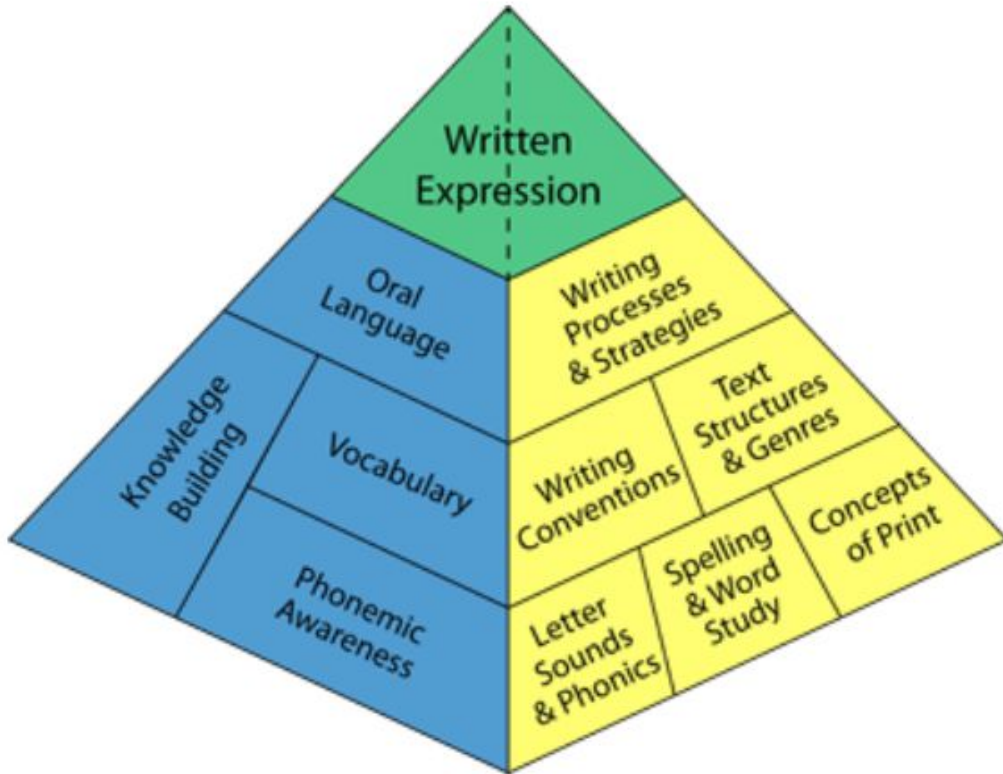 Written
Expression
Oral
Language
Knowledge
Building
Vocabulary
Phonemic
Awareness
Writing
Processes
& Strategies
Writing
Conventions
Text
Structures
& Genres
Letter
Sounds
& Phonics
Spelling
& Word
Study
Concepts
of Print